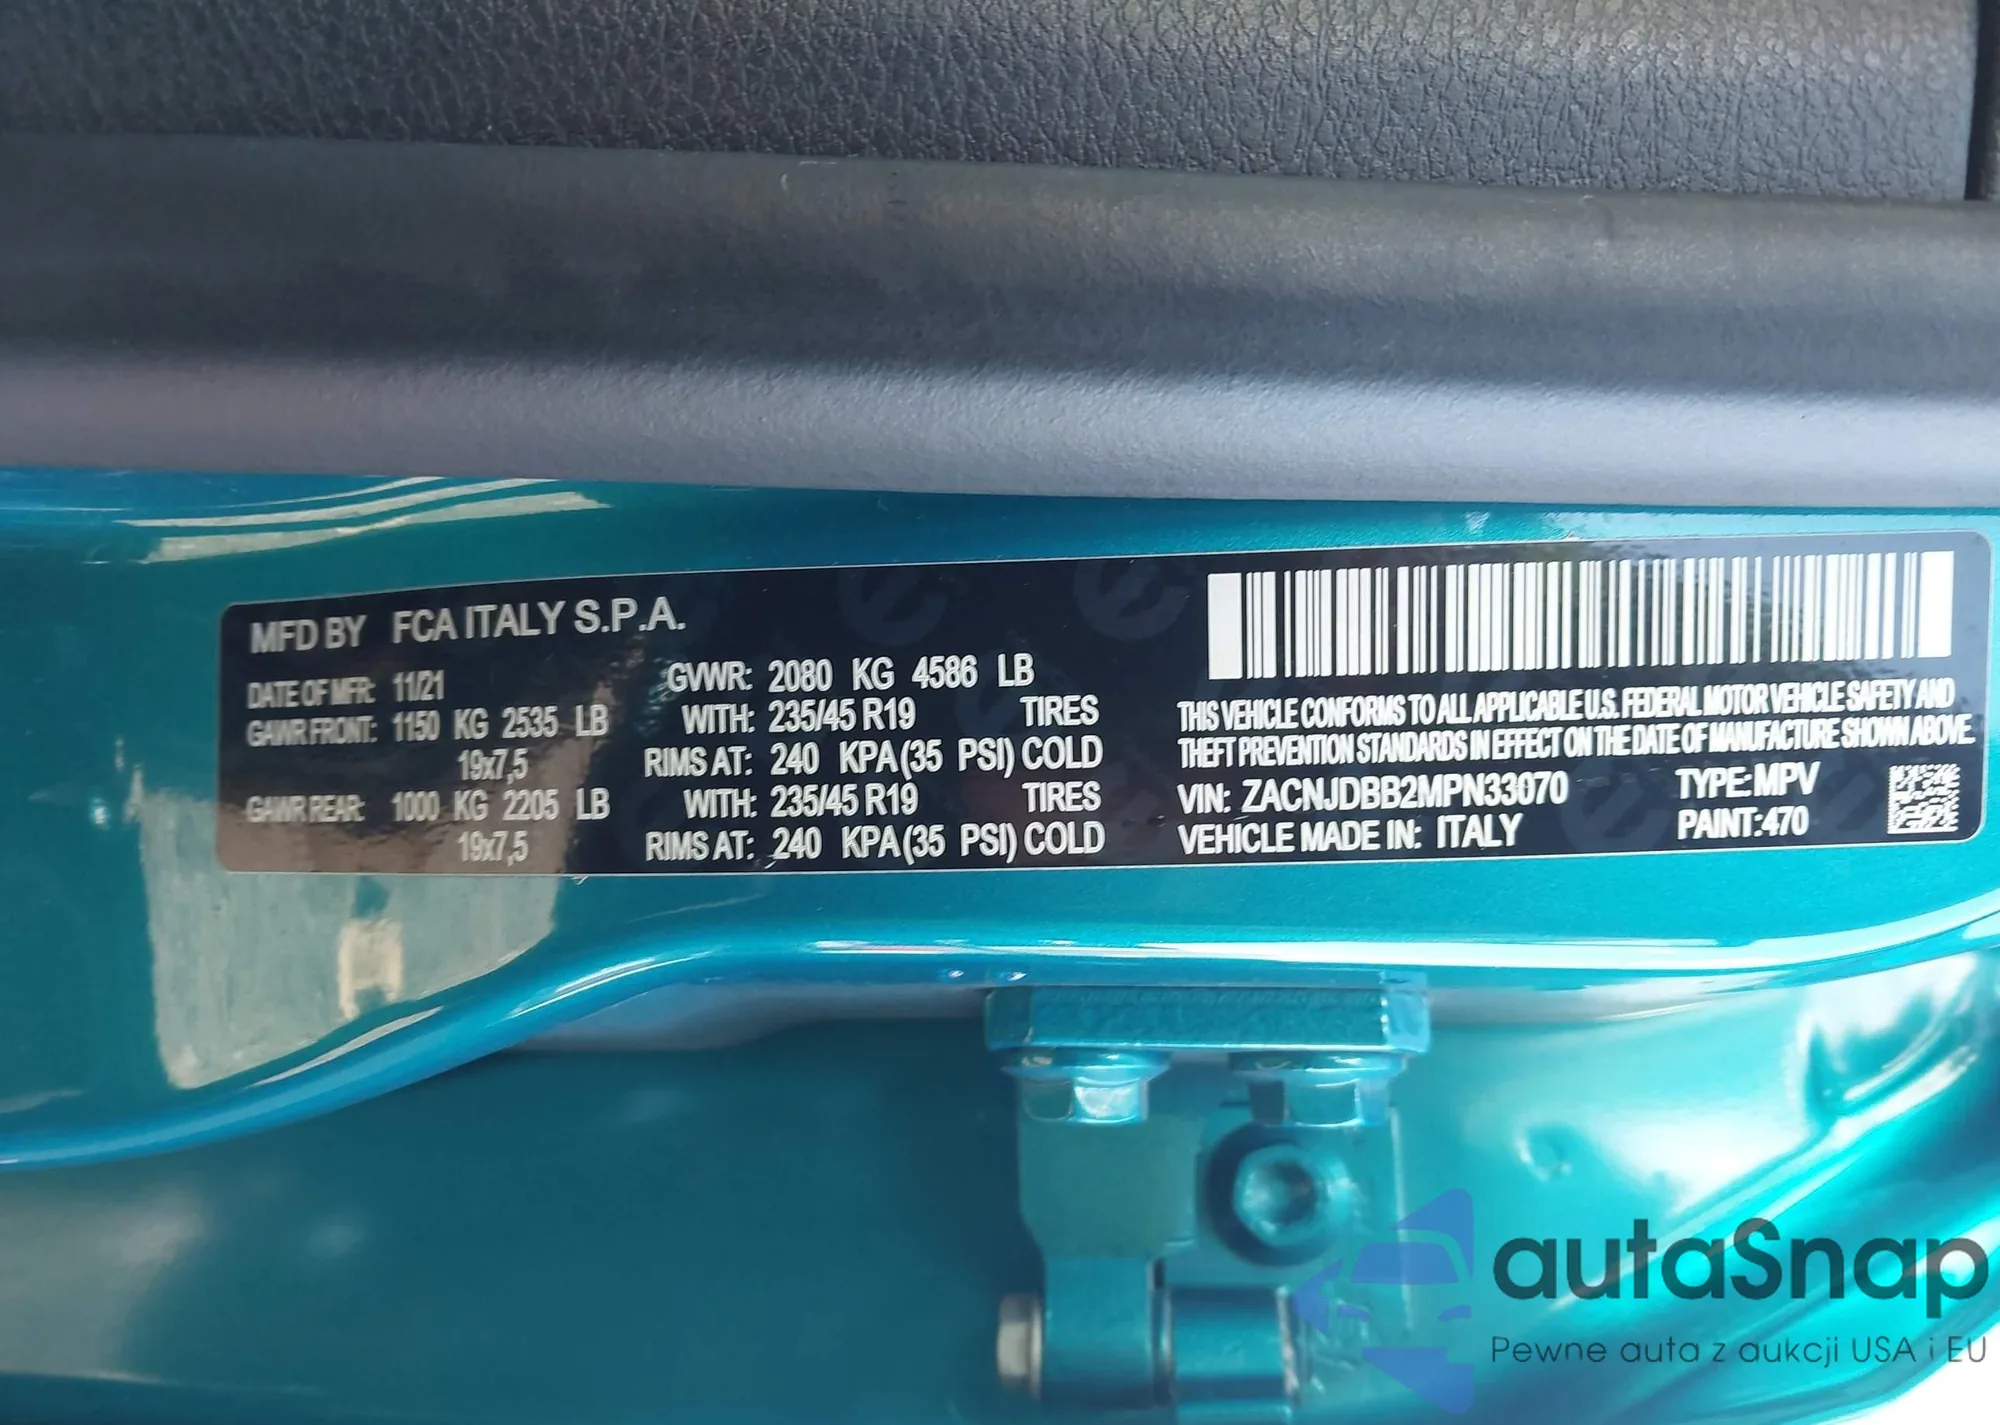 MFD BY FCA ITALY S.P.A.
DATE OF MFR: 11/21 GVWR: 2080 KG 4586 LB
GAWR FRONT: 1150 KG 2535 LB WITH: 235/45 R19 TIRES
19x7,5 RIMS AT: 240 KPA (35 PSI) COLD
GAWR REAR: 1000 KG 2205 LB WITH: 235/45 R19 TIRES
19x7,5 RIMS AT: 240 KPA (35 PSI) COLD
THIS VEHICLE CONFORMS TO ALL APPLICABLE U.S. FEDERAL MOTOR VEHICLE SAFETY AND
THEFT PREVENTION STANDARDS IN EFFECT ON THE DATE OF MANUFACTURE SHOWN ABOVE.
VIN: ZACNJDBB2MPN33070 TYPE: MPV
VEHICLE MADE IN: ITALY PAINT: 470
autaSnap
Pewne auta z aukcji USA i EU